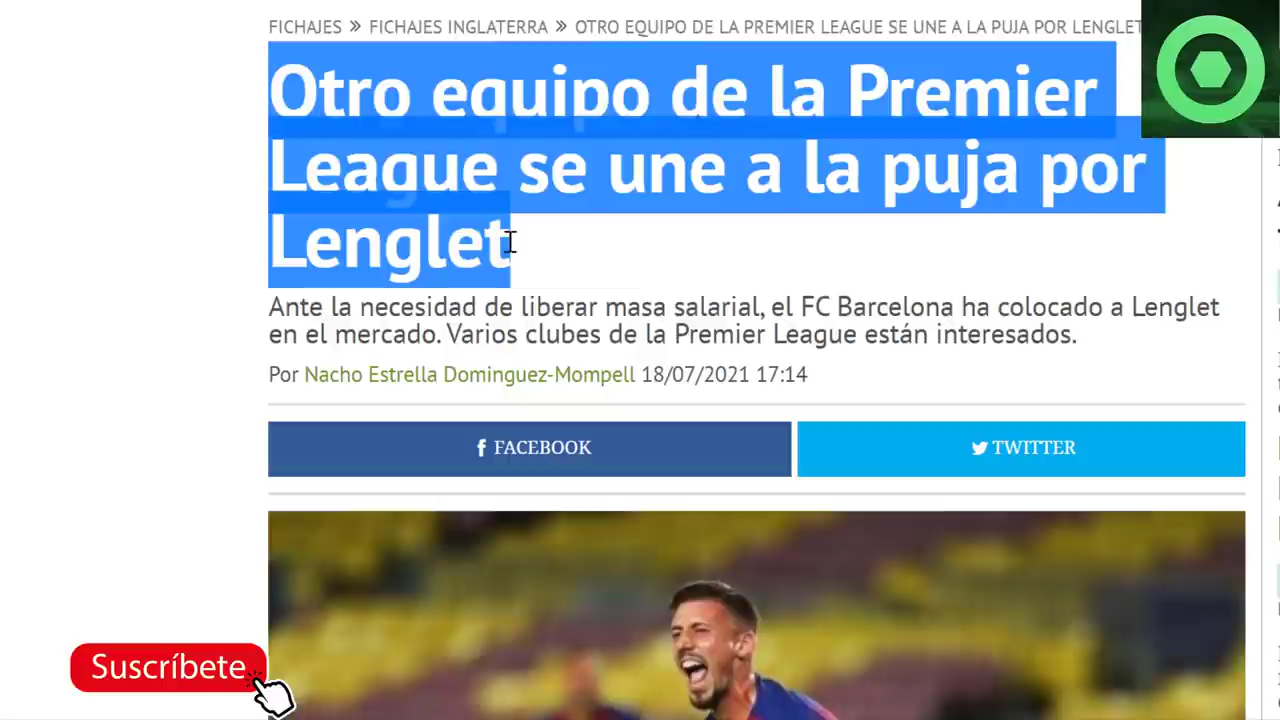 FICHAJES » FICHAJES INGLATERRA » OTRO EQUIPO DE LA PREMIER LEAGUE SE UNE A LA PUJA POR LENGLET
Otro equipo de la Premier
League se une a la puja por
Lenglet
Ante la necesidad de liberar masa salarial, el FC Barcelona ha colocado a Lenglet
en el mercado. Varios clubes de la Premier League están interesados.
Por Nacho Estrella Dominguez-Mompell 18/07/2021 17:14
FACEBOOK
TWITTER
Suscríbete